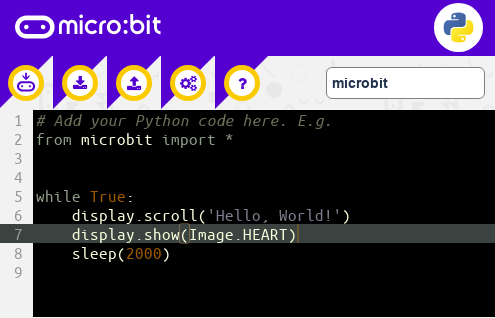 micro:bit
?
microbit
1 # Add your Python code here. E.g.
2 from microbit import *
3
4
5 while True:
6     display.scroll('Hello, World!')
7     display.show(Image.HEART)
8     sleep(2000)
9